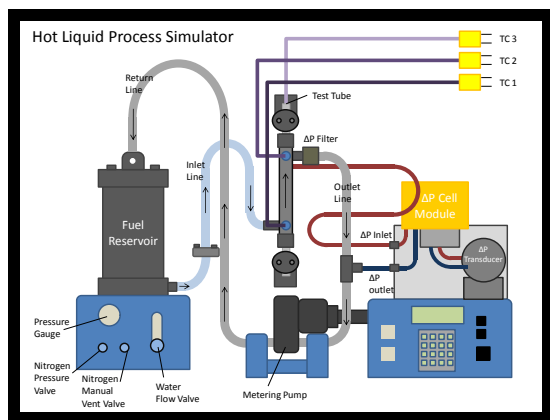 Hot Liquid Process Simulator
TC 3
TC 2
TC 1
Return
Line
Test Tube
ΔP Filter
Inlet
Line
Outlet
Line
ΔP Cell
Module
Fuel
Reservoir
ΔP Inlet
ΔP
Transducer
ΔP
outlet
Pressure
Gauge
Nitrogen
Pressure
Valve
Nitrogen
Manual
Vent Valve
Water
Flow Valve
Metering Pump